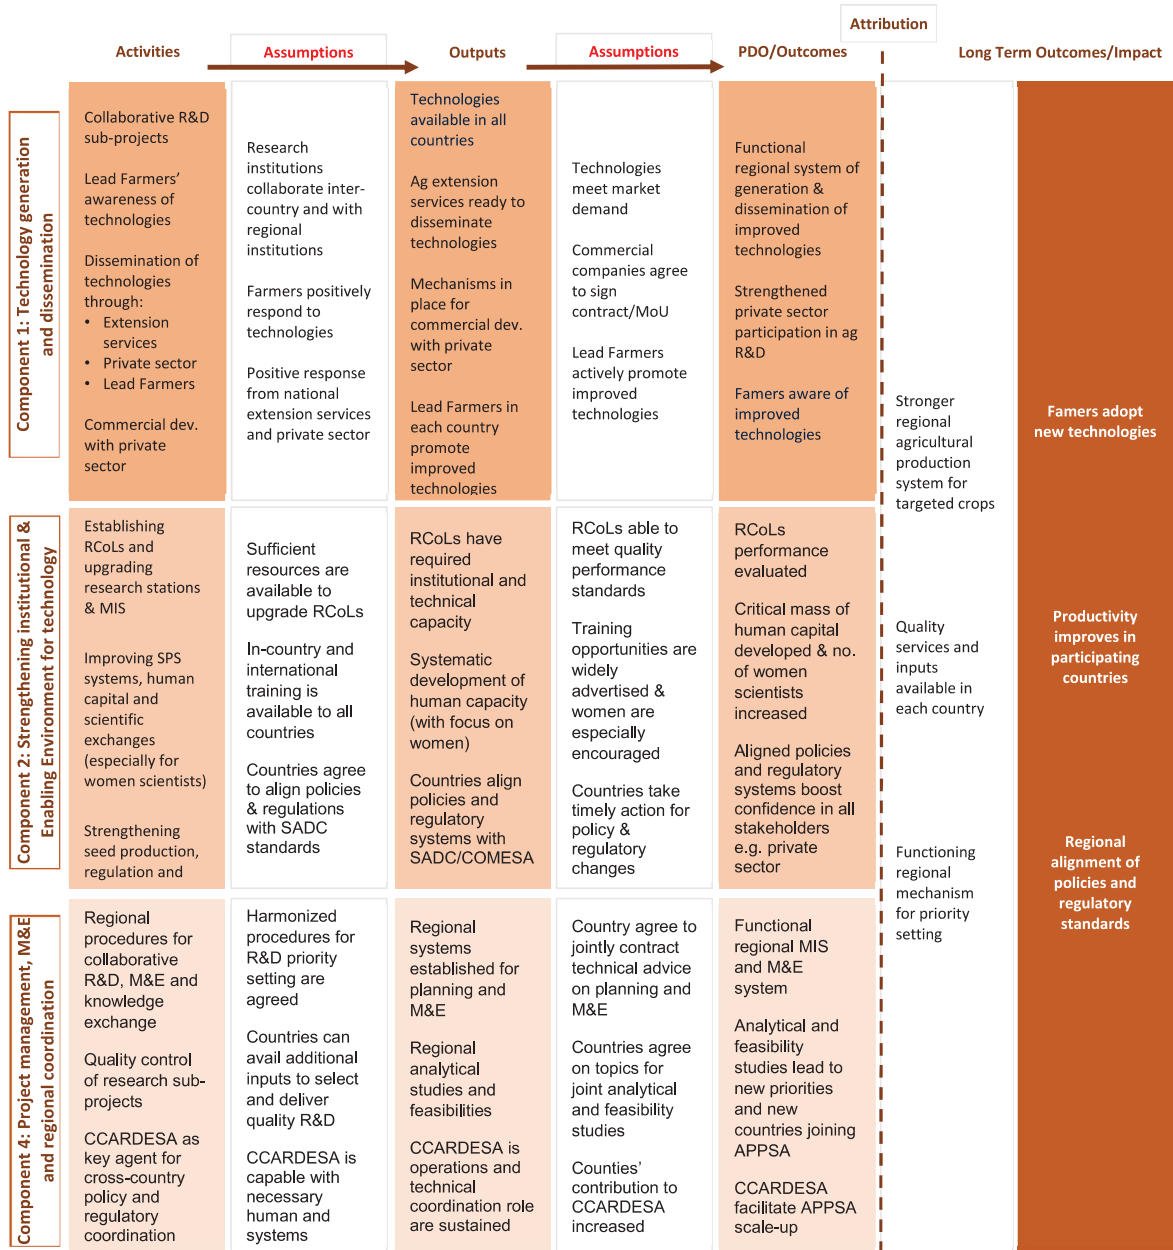 Attribution
Activities
Assumptions
Outputs
Assumptions
PDO/Outcomes
Long Term Outcomes/Impact
Component 1: Technology generation
and dissemination
Collaborative R&D
sub-projects
Lead Farmers’
awareness of
technologies
Dissemination of
technologies
through:
• Extension
services
• Private sector
• Lead Farmers
Commercial dev.
with private
sector
Research
institutions
collaborate inter-
country and with
regional
institutions
Farmers positively
respond to
technologies
Positive response
from national
extension services
and private sector
Technologies
available in all
countries
Ag extension
services ready to
disseminate
technologies
Mechanisms in
place for
commercial dev.
with private
sector
Lead Farmers in
each country
promote
improved
technologies
Technologies
meet market
demand
Commercial
companies agree
to sign
contract/MoU
Lead Farmers
actively promote
improved
technologies
Functional
regional system of
generation &
dissemination of
improved
technologies
Strengthened
private sector
participation in ag
R&D
Famers aware of
improved
technologies
Component 2: Strengthening institutional &
Enabling Environment for technology
Establishing
RCoLs and
upgrading
research stations
& MIS
Improving SPS
systems, human
capital and
scientific
exchanges
(especially for
women scientists)
Strengthening
seed production,
regulation and
Sufficient
resources are
available to
upgrade RCoLs
In-country and
international
training is
available to all
countries
Countries agree
to align policies
& regulations
with SADC
standards
RCoLs have
required
institutional and
technical
capacity
Systematic
development of
human capacity
(with focus on
women)
Countries align
policies and
regulatory
systems with
SADC/COMESA
RCoLs able to
meet quality
performance
standards
Training
opportunities are
widely
advertised &
women are
especially
encouraged
Countries take
timely action for
policy &
regulatory
changes
RCoLs
performance
evaluated
Critical mass of
human capital
developed & no.
of women
scientists
increased
Aligned policies
and regulatory
systems boost
confidence in all
stakeholders
e.g. private
sector
Component 4: Project management, M&E
and regional coordination
Regional
procedures for
collaborative
R&D, M&E and
knowledge
exchange
Quality control
of research sub-
projects
CCARDESA as
key agent for
cross-country
policy and
regulatory
coordination
Harmonized
procedures for
R&D priority
setting are
agreed
Countries can
avail additional
inputs to select
and deliver
quality R&D
CCARDESA is
capable with
necessary
human and
systems
Regional
systems
established for
planning and
M&E
Regional
analytical
studies and
feasibilities
CCARDESA is
operations and
technical
coordination role
are sustained
Country agree to
jointly contract
technical advice
on planning and
M&E
Countries agree
on topics for
joint analytical
and feasibility
studies
Counties’
contribution to
CCARDESA
increased
Functional
regional MIS
and M&E
system
Analytical and
feasibility
studies lead to
new priorities
and new
countries joining
APPSA
CCARDESA
facilitate APPSA
scale-up
Stronger
regional
agricultural
production
system for
targeted crops
Quality
services and
inputs
available in
each country
Functioning
regional
mechanism
for priority
setting
Famers adopt
new technologies
Productivity
improves in
participating
countries
Regional
alignment of
policies and
regulatory
standards